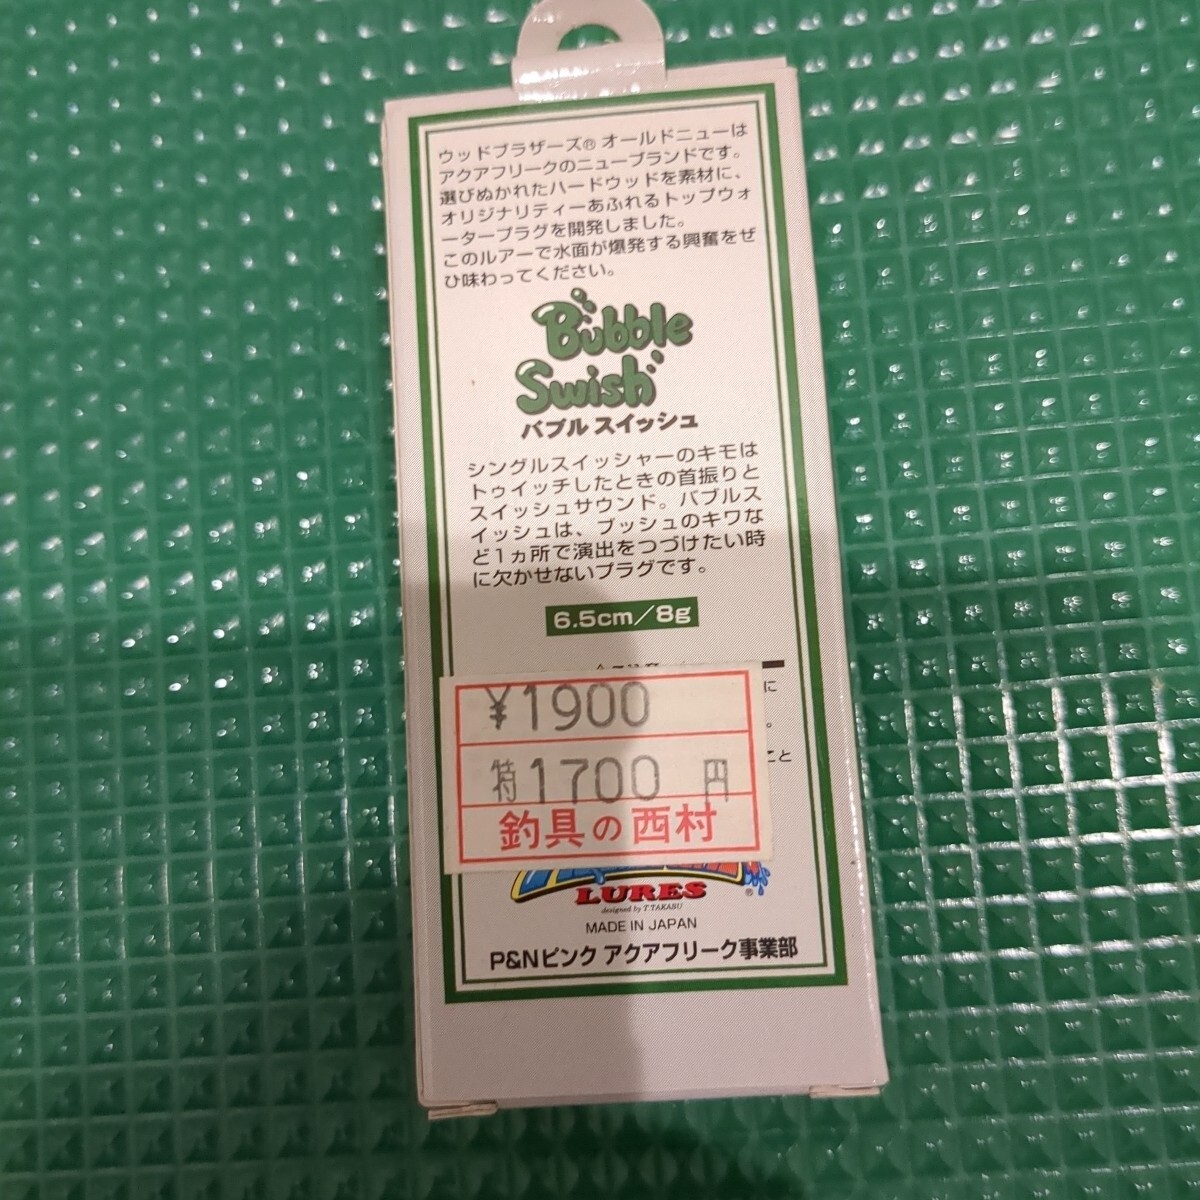 ウッドブラザーズ® オールドニューは
アクアフリークのニューブランドです。
選びぬかれたハードウッドを素材に、
オリジナリティーあふれるトップウォ
ータープラグを開発しました。
このルアーで水面が爆発する興奮をぜ
ひ味わってください。
Bubble
Swish
バブル スイッシュ
シングルスイッシャーのキモは
トゥイッチしたときの首振りと
スイッシュサウンド。バブルス
イッシュは、ブッシュのキワな
ど1ヵ所で演出をつづけたい時
に欠かせないプラグです。
6.5cm/8g
に
。
こと
¥1900
特1700 円
釣具の西村
LURES ®
designed by T.TAKASU
MADE IN JAPAN
P&Nピンク アクアフリーク事業部